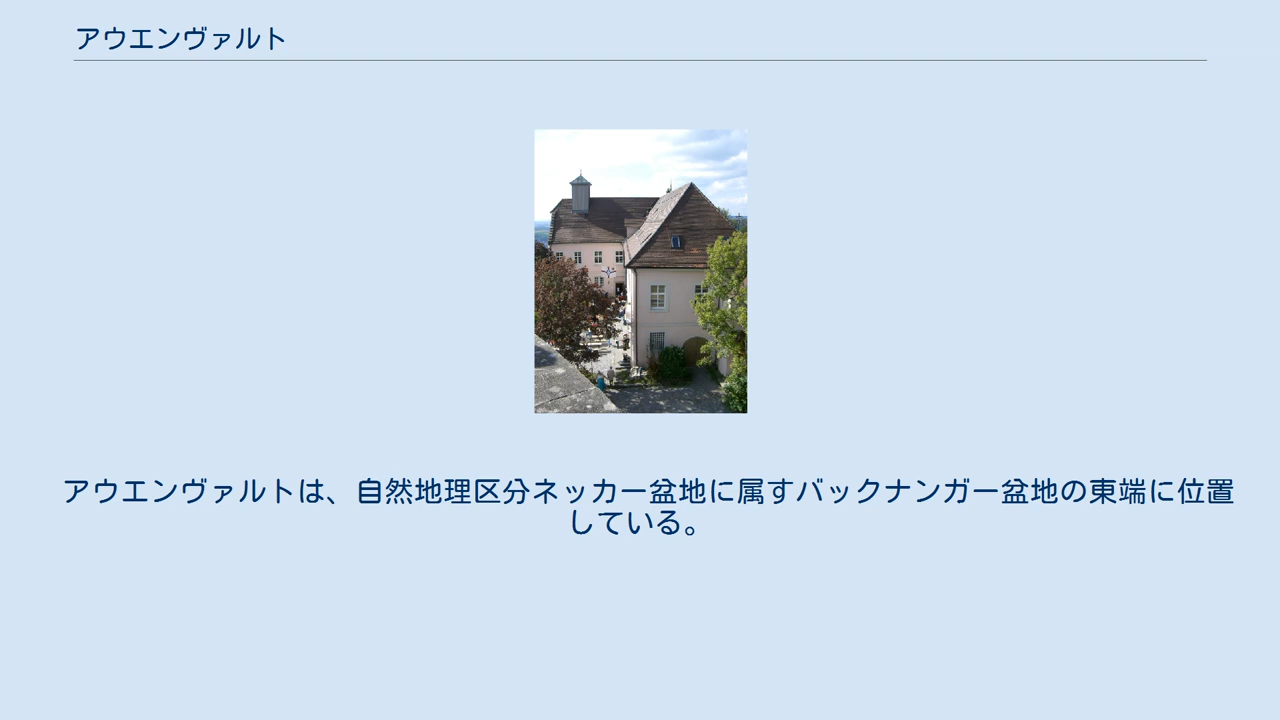 アウエンヴァルト
アウエンヴァルトは、自然地理区分ネッカー盆地に属すバックナンガー盆地の東端に位置
している。